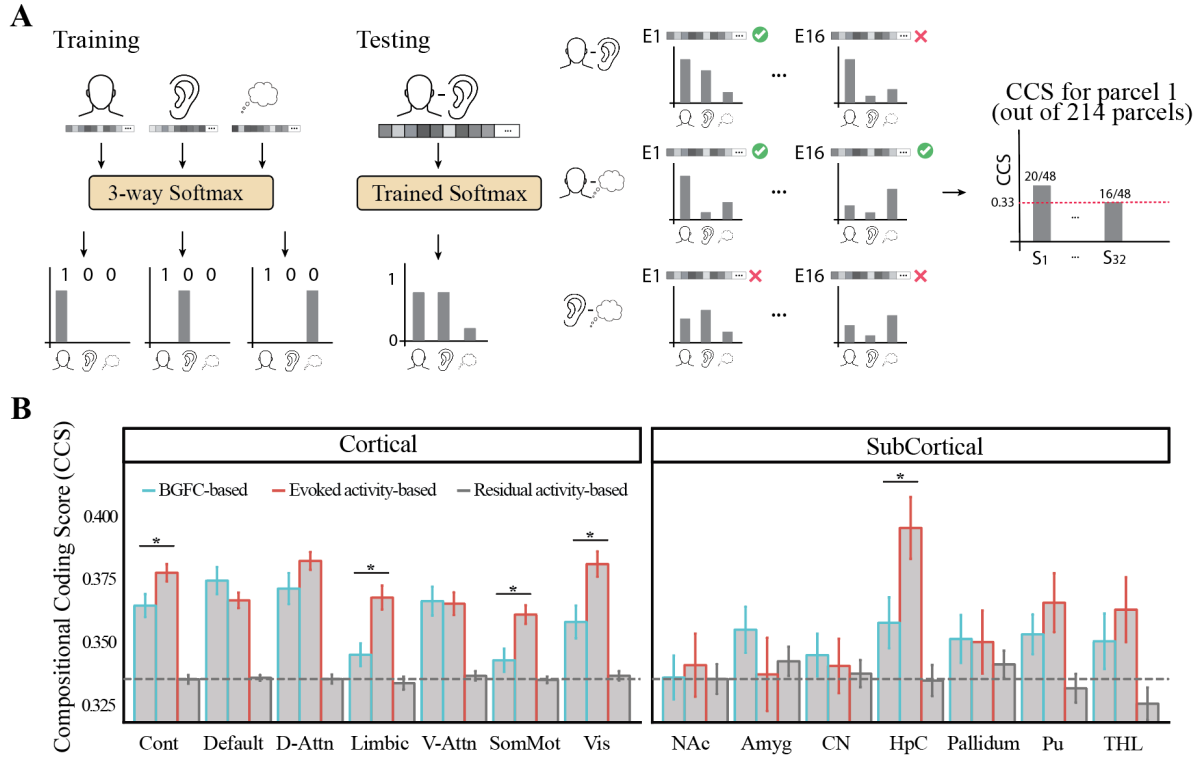 A
Training
Testing
3-way Softmax
Trained Softmax
1 0 0
1 0 0
1 0 0
1
0
E1
...
E16
E1
...
E16
E1
...
E16
CCS for parcel 1
(out of 214 parcels)
CCS
20/48
16/48
0.33
...
S1
...
S32
B
Compositional Coding Score (CCS)
Cortical
SubCortical
BGFC-based
Evoked activity-based
Residual activity-based
0.400
0.375
0.350
0.325
*
*
*
*
*
Cont
Default
D-Attn
Limbic
V-Attn
SomMot
Vis
NAc
Amyg
CN
HpC
Pallidum
Pu
THL